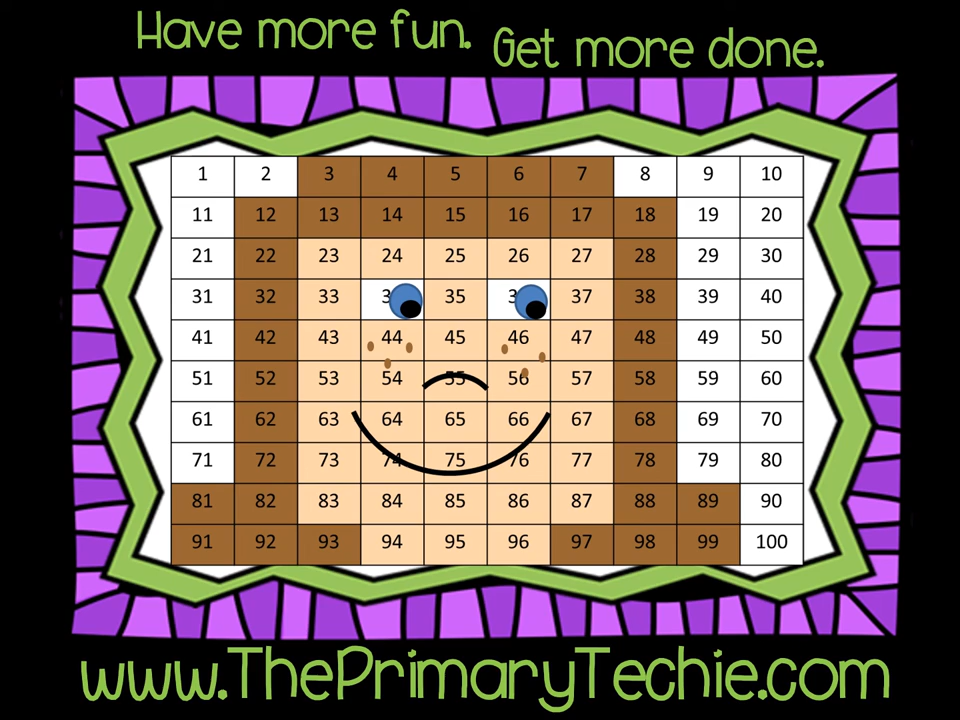 Have more fun. Get more done.
1 2 3 4 5 6 7 8 9 10
11 12 13 14 15 16 17 18 19 20
21 22 23 24 25 26 27 28 29 30
31 32 33 3 35 3 37 38 39 40
41 42 43 44 45 46 47 48 49 50
51 52 53 54 55 56 57 58 59 60
61 62 63 64 65 66 67 68 69 70
71 72 73 74 75 76 77 78 79 80
81 82 83 84 85 86 87 88 89 90
91 92 93 94 95 96 97 98 99 100
www.ThePrimaryTechie.com